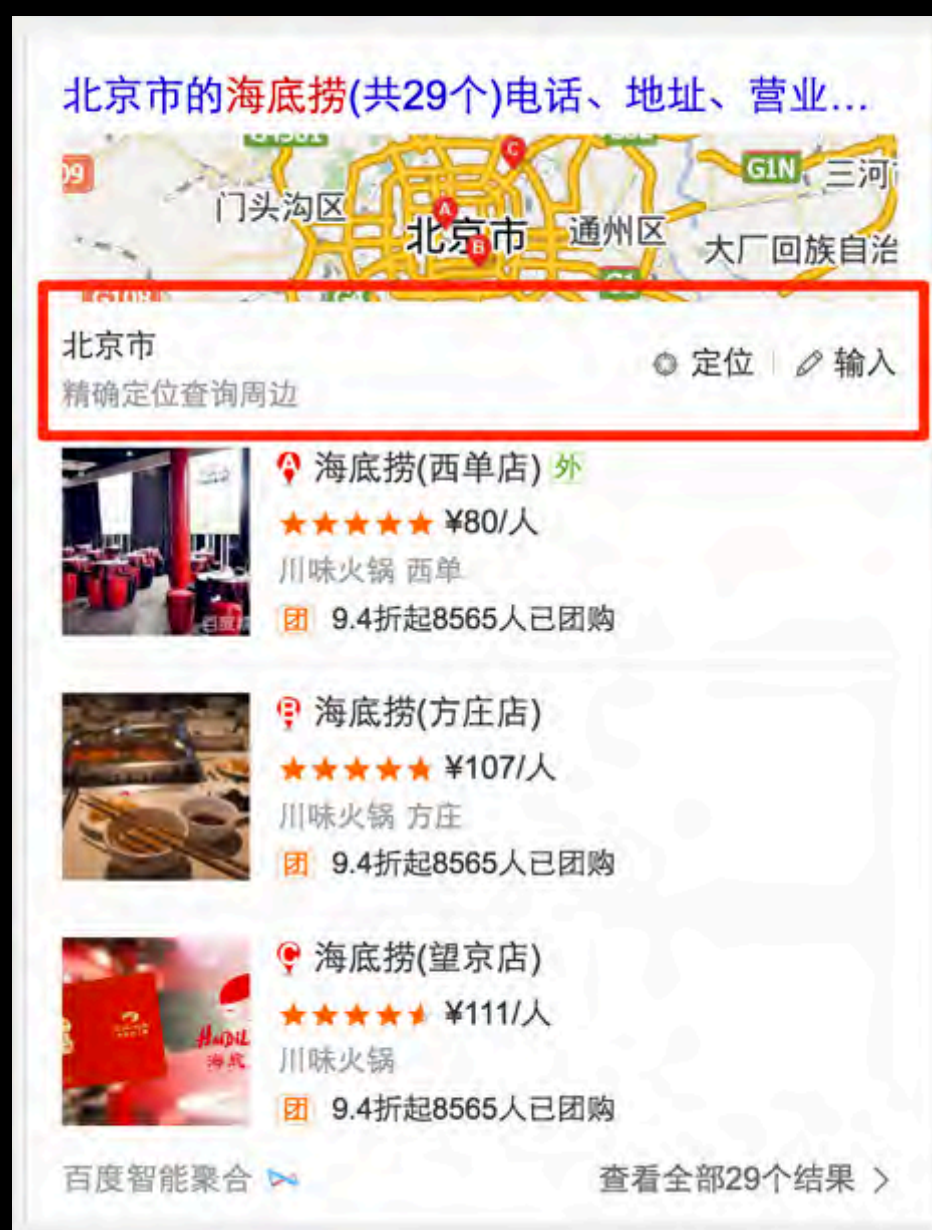 北京市的海底捞(共29个)电话、地址、营业...
门头沟区
北京市
通州区
G1N
三河
大厂回族自治
A
B
C
北京市
精确定位查询周边
定位
输入
A 海底捞(西单店) 外
¥80/人
川味火锅 西单
团 9.4折起8565人已团购
B 海底捞(方庄店)
¥107/人
川味火锅 方庄
团 9.4折起8565人已团购
C 海底捞(望京店)
¥111/人
川味火锅
团 9.4折起8565人已团购
百度智能聚合
查看全部29个结果 >